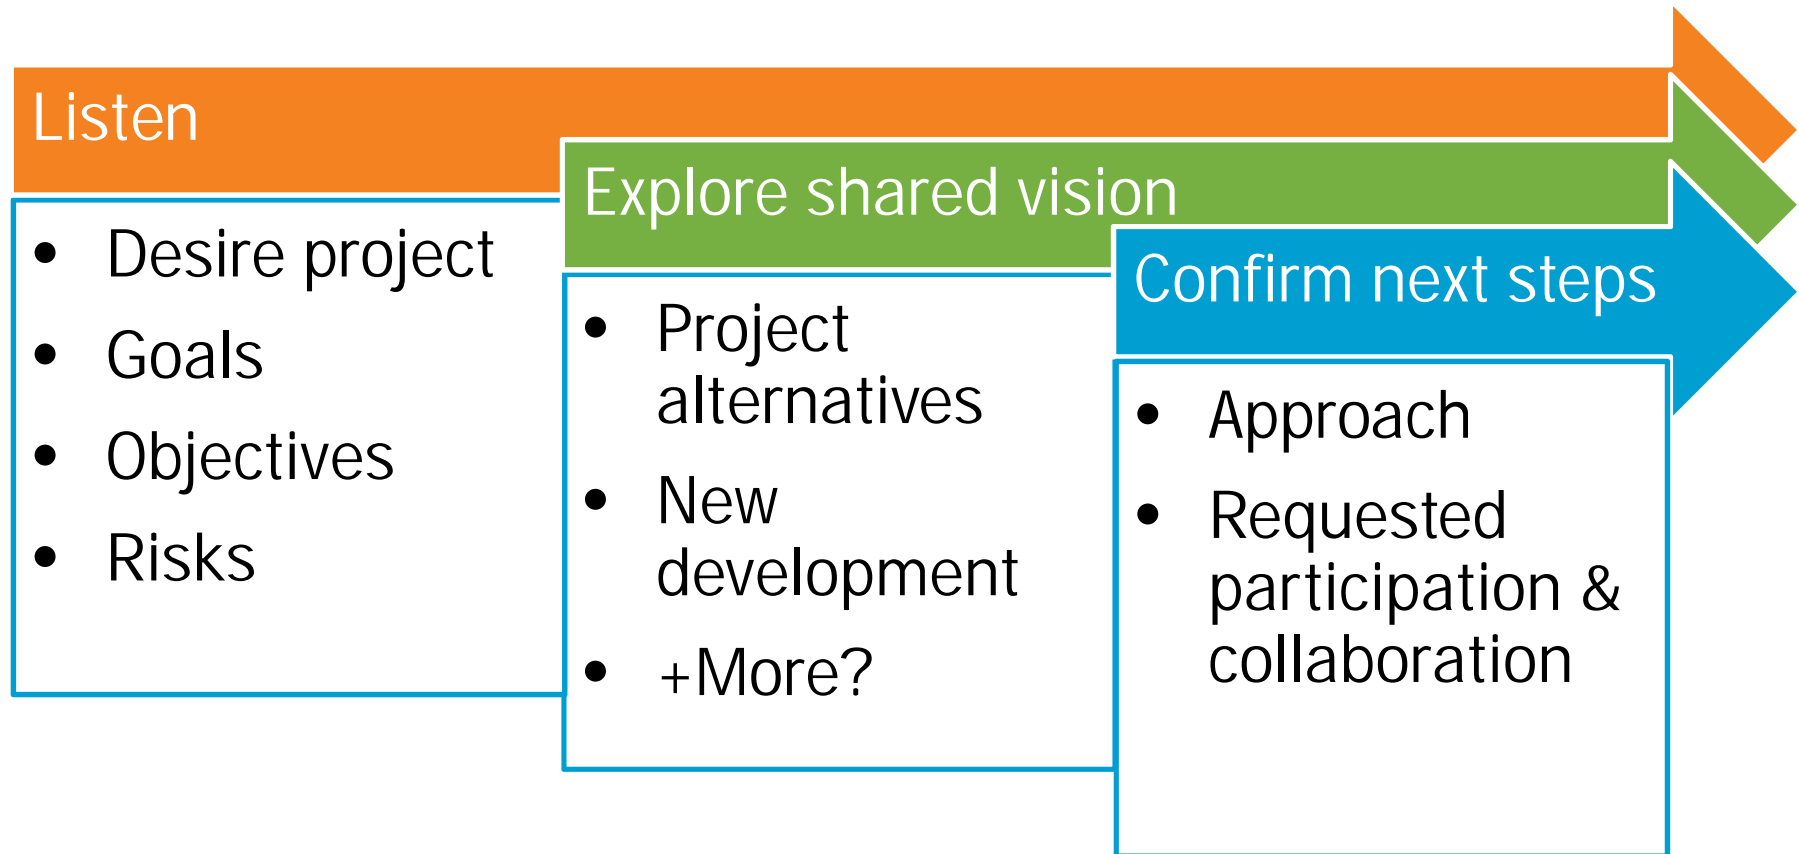 Listen
• Desire project
• Goals
• Objectives
• Risks
Explore shared vision
• Project
alternatives
• New
development
• +More?
Confirm next steps
• Approach
• Requested
participation &
collaboration